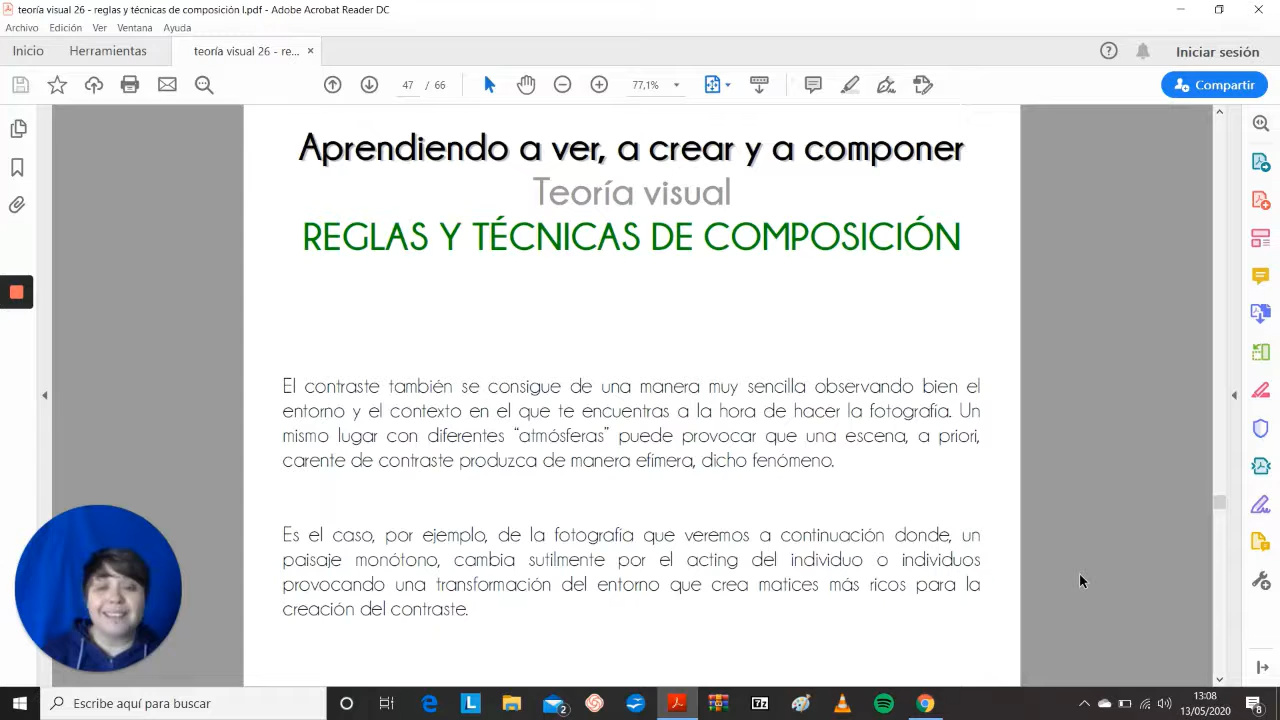 teoría visual 26 - reglas y técnicas de composición I.pdf - Adobe Acrobat Reader DC
Archivo Edición Ver Ventana Ayuda
Inicio Herramientas teoría visual 26 - re... × Iniciar sesión
47 / 66 77,1% Compartir
Aprendiendo a ver, a crear y a componer
Teoría visual
REGLAS Y TÉCNICAS DE COMPOSICIÓN
El contraste también se consigue de una manera muy sencilla observando bien el
entorno y el contexto en el que te encuentras a la hora de hacer la fotografía. Un
mismo lugar con diferentes “atmósferas” puede provocar que una escena, a priori,
carente de contraste produzca de manera efímera, dicho fenómeno.
Es el caso, por ejemplo, de la fotografía que veremos a continuación donde, un
paisaje monótono, cambia sutilmente por el acting del individuo o individuos
provocando una transformación del entorno que crea matices más ricos para la
creación del contraste.
Escribe aquí para buscar
L
2
7z
13:08
13/05/2020
8